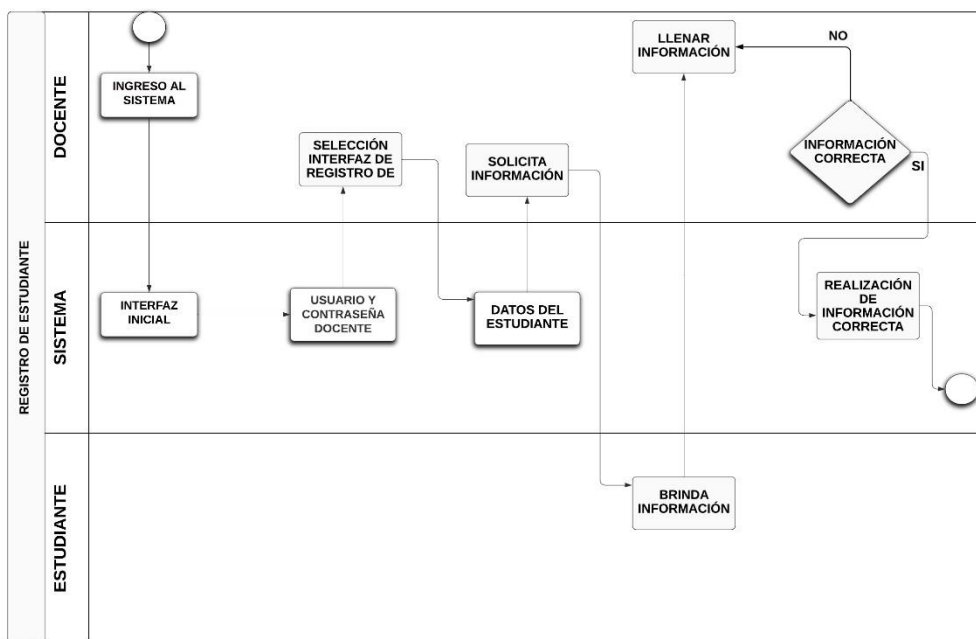 REGISTRO DE ESTUDIANTE
DOCENTE
INGRESO AL
SISTEMA
SELECCIÓN
INTERFAZ DE
REGISTRO DE
SOLICITA
INFORMACIÓN
LLENAR
INFORMACIÓN
NO
INFORMACIÓN
CORRECTA
SI
SISTEMA
INTERFAZ
INICIAL
USUARIO Y
CONTRASEÑA
DOCENTE
DATOS DEL
ESTUDIANTE
REALIZACIÓN
DE
INFORMACIÓN
CORRECTA
ESTUDIANTE
BRINDA
INFORMACIÓN